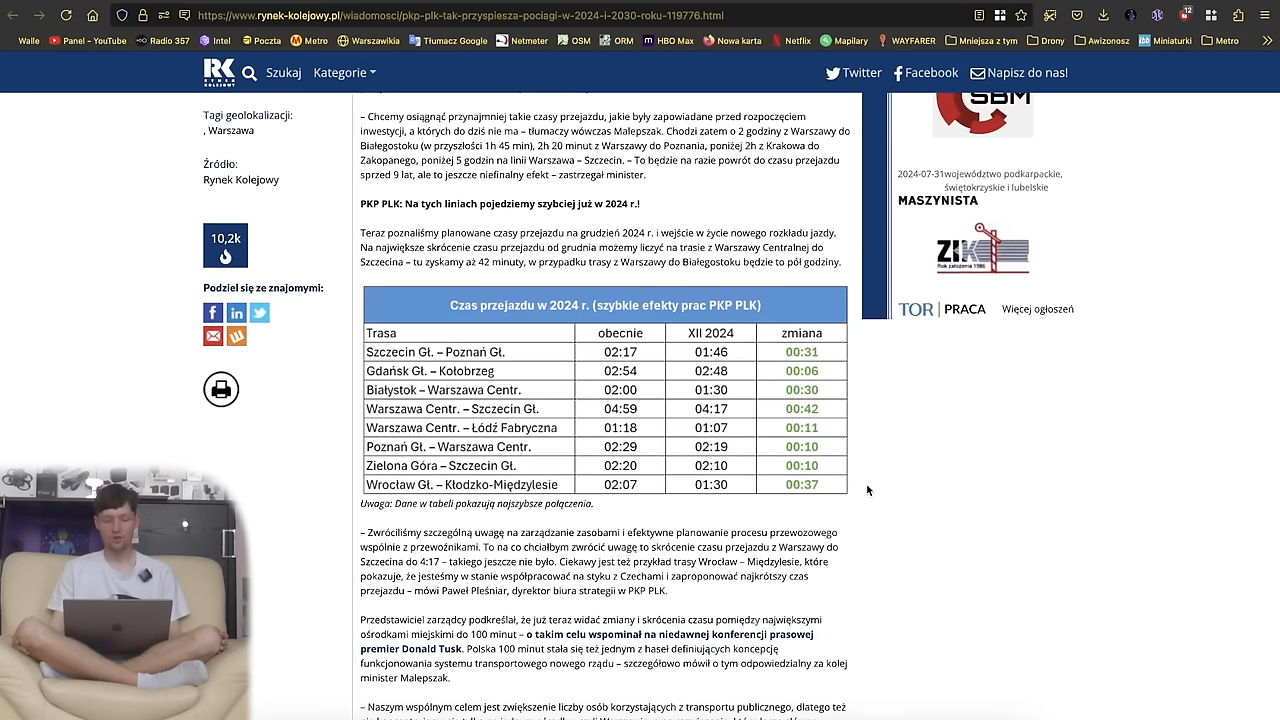 https://www.rynek-kolejowy.pl/wiadomosci/pkp-plk-tak-przyspiesza-pociagi-w-2024-i-2030-roku-119776.html
12
Walle Panel - YouTube Radio 357 Intel Poczta Metro Warszawikia Tłumacz Google Netmeter OSM ORM HBO Max Nowa karta Netflix Mapilary WAYFARER Mniejsza z tym Drony Awizonosz Miniaturki Metro
RK
RYNEK
KOLEJOWY
Szukaj Kategorie Twitter Facebook Napisz do nas!
Tagi geolokalizacji:
, Warszawa
Źródło:
Rynek Kolejowy
10,2k
Podziel się ze znajomymi:
– Chcemy osiągnąć przynajmniej takie czasy przejazdu, jakie były zapowiadane przed rozpoczęciem
inwestycji, a których do dziś nie ma – tłumaczy wówczas Malepszak. Chodzi zatem o 2 godziny z Warszawy do
Białegostoku (w przyszłości 1h 45 min), 2h 20 minut z Warszawy do Poznania, poniżej 2h z Krakowa do
Zakopanego, poniżej 5 godzin na linii Warszawa – Szczecin. – To będzie na razie powrót do czasu przejazdu
sprzed 9 lat, ale to jeszcze niefinalny efekt – zastrzegał minister.
PKP PLK: Na tych liniach pojedziemy szybciej już w 2024 r.!
Teraz poznaliśmy planowane czasy przejazdu na grudzień 2024 r. i wejście w życie nowego rozkładu jazdy.
Na największe skrócenie czasu przejazdu od grudnia możemy liczyć na trasie z Warszawy Centralnej do
Szczecina – tu zyskamy aż 42 minuty, w przypadku trasy z Warszawy do Białegostoku będzie to pół godziny.
Czas przejazdu w 2024 r. (szybkie efekty prac PKP PLK)
Trasa obecnie XII 2024 zmiana
Szczecin Gł. – Poznań Gł. 02:17 01:46 00:31
Gdańsk Gł. – Kołobrzeg 02:54 02:48 00:06
Białystok – Warszawa Centr. 02:00 01:30 00:30
Warszawa Centr. – Szczecin Gł. 04:59 04:17 00:42
Warszawa Centr. – Łódź Fabryczna 01:18 01:07 00:11
Poznań Gł. – Warszawa Centr. 02:29 02:19 00:10
Zielona Góra – Szczecin Gł. 02:20 02:10 00:10
Wrocław Gł. – Kłodzko-Międzylesie 02:07 01:30 00:37
Uwaga: Dane w tabeli pokazują najszybsze połączenia.
– Zwróciliśmy szczególną uwagę na zarządzanie zasobami i efektywne planowanie procesu przewozowego
wspólnie z przewoźnikami. To na co chciałbym zwrócić uwagę to skrócenie czasu przejazdu z Warszawy do
Szczecina do 4:17 – takiego jeszcze nie było. Ciekawy jest też przykład trasy Wrocław – Międzylesie, które
pokazuje, że jesteśmy w stanie współpracować na styku z Czechami i zaproponować najkrótszy czas
przejazdu – mówi Paweł Pleśniar, dyrektor biura strategii w PKP PLK.
Przedstawiciel zarządcy podkreślał, że już teraz widać zmiany i skrócenia czasu pomiędzy największymi
ośrodkami miejskimi do 100 minut – o takim celu wspominał na niedawnej konferencji prasowej
premier Donald Tusk. Polska 100 minut stała się też jednym z haseł definiujących koncepcję
funkcjonowania systemu transportowego nowego rządu – szczegółowo mówił o tym odpowiedzialny za kolej
minister Malepszak.
– Naszym wspólnym celem jest zwiększenie liczby osób korzystających z transportu publicznego, dlatego też
SBM
2024-07-31województwo podkarpackie,
świętokrzyskie i lubelskie
MASZYNISTA
ZIK
Rok założenia 1986
TOR PRACA Więcej ogłoszeń